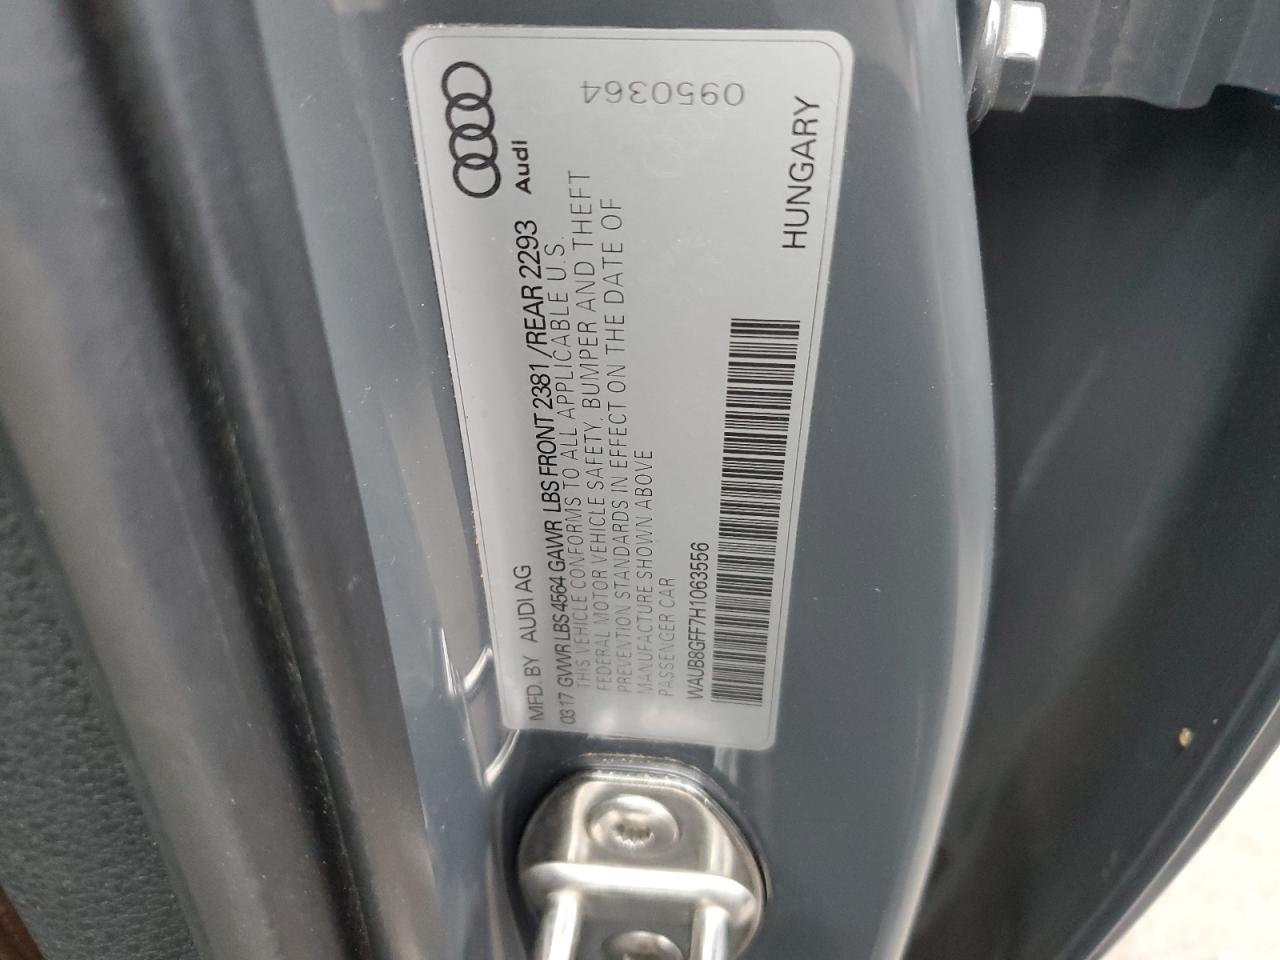 Audi
0950364
MFD. BY AUDI AG
03 17 GVWR LBS 4564 GAWR LBS FRONT 2381 /REAR 2293
THIS VEHICLE CONFORMS TO ALL APPLICABLE U.S.
FEDERAL MOTOR VEHICLE SAFETY, BUMPER AND THEFT
PREVENTION STANDARDS IN EFFECT ON THE DATE OF
MANUFACTURE SHOWN ABOVE
PASSENGER CAR
WAUB8GFF7H1063556
HUNGARY